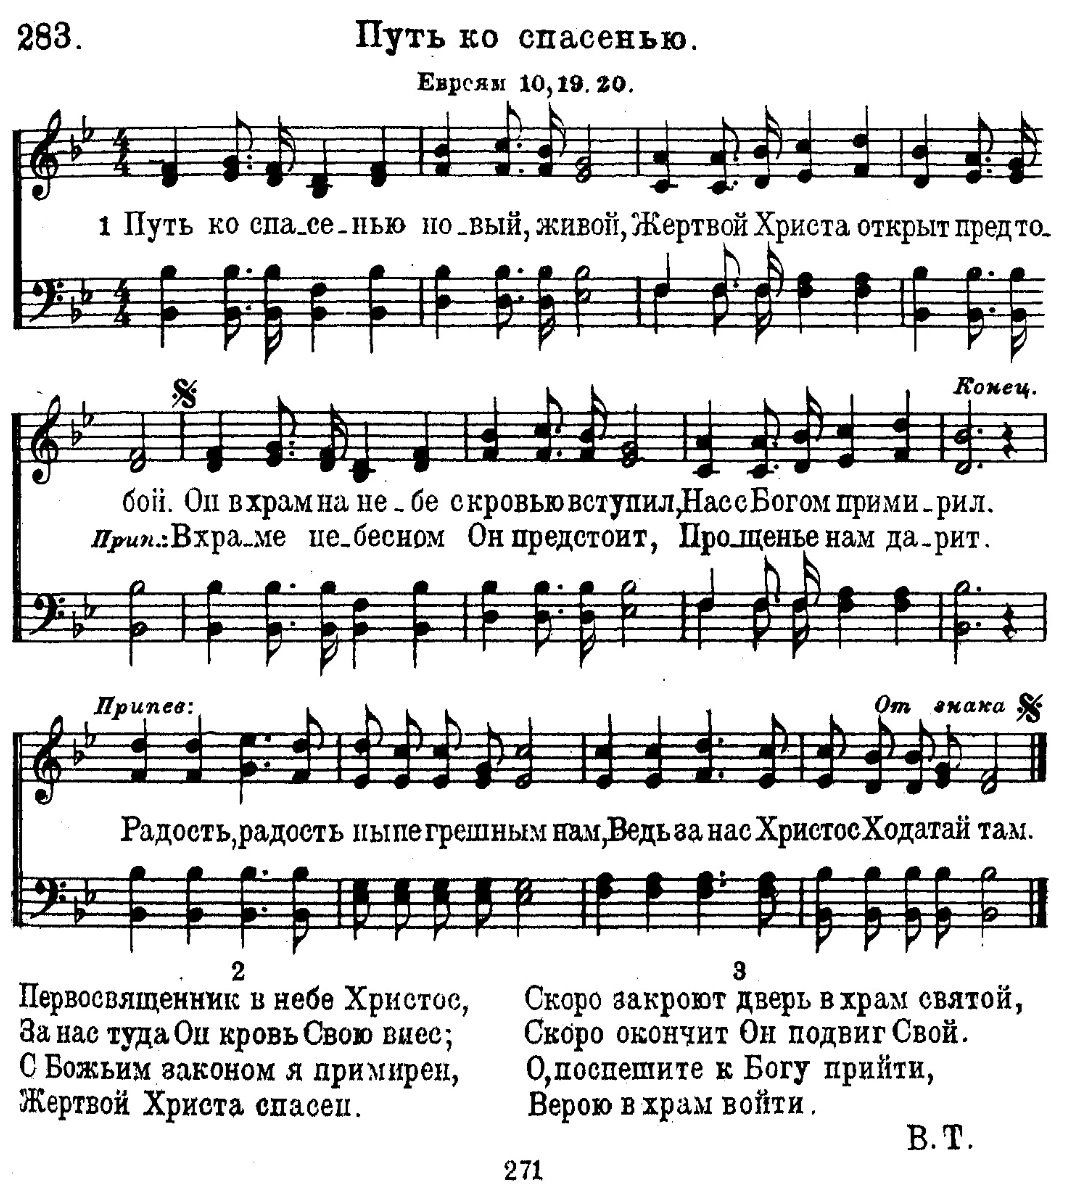 283. Путь ко спасенью.
Евреям 10, 19. 20.
1 Путь ко спа-се-нью но-вый, живой, Жертвой Христа открыт пред то-
Конец.
бой. Он в храм на не-бе с кровью вступил, Нас с Богом прими-рил.
Прип.: В хра-ме не-бесном Он предстоит, Про-щенье нам да-рит.
Припев: От знака
Радость, радость ныне грешным нам, Ведь за нас Христос Ходатай там.
2
Первосвященник в небе Христос,
За нас туда Он кровь Свою внес;
С Божьим законом я примирен,
Жертвой Христа спасен.
3
Скоро закроют дверь в храм святой,
Скоро окончит Он подвиг Свой.
О, поспешите к Богу прийти,
Верою в храм войти.
В. Т.
271